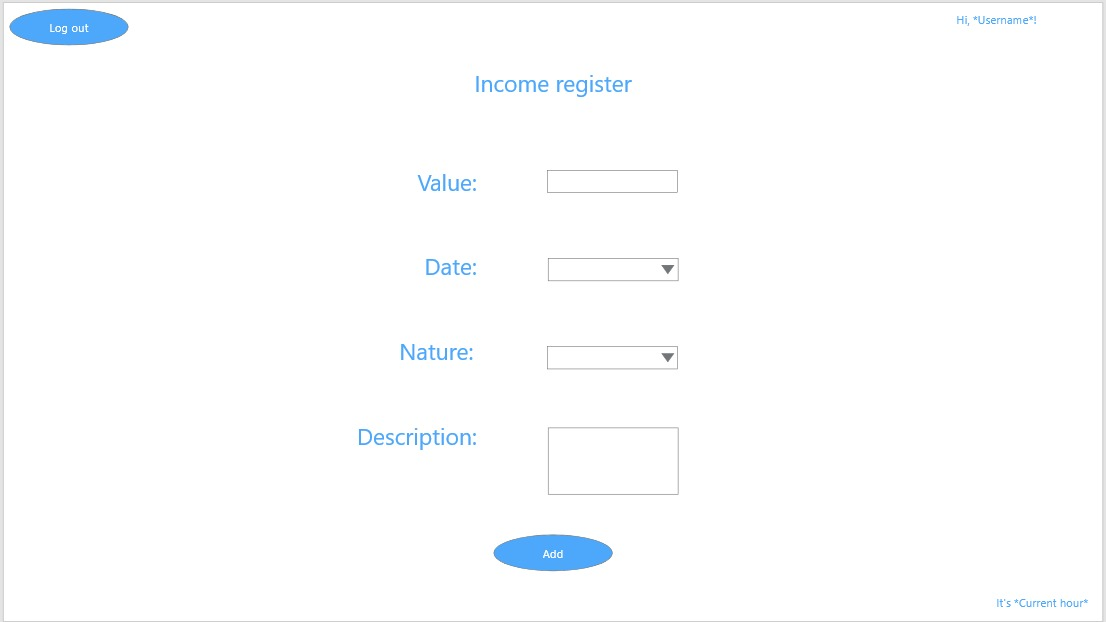 Log out
Hi, *Username*!
Income register
Value:
Date:
Nature:
Description:
Add
It's *Current hour*